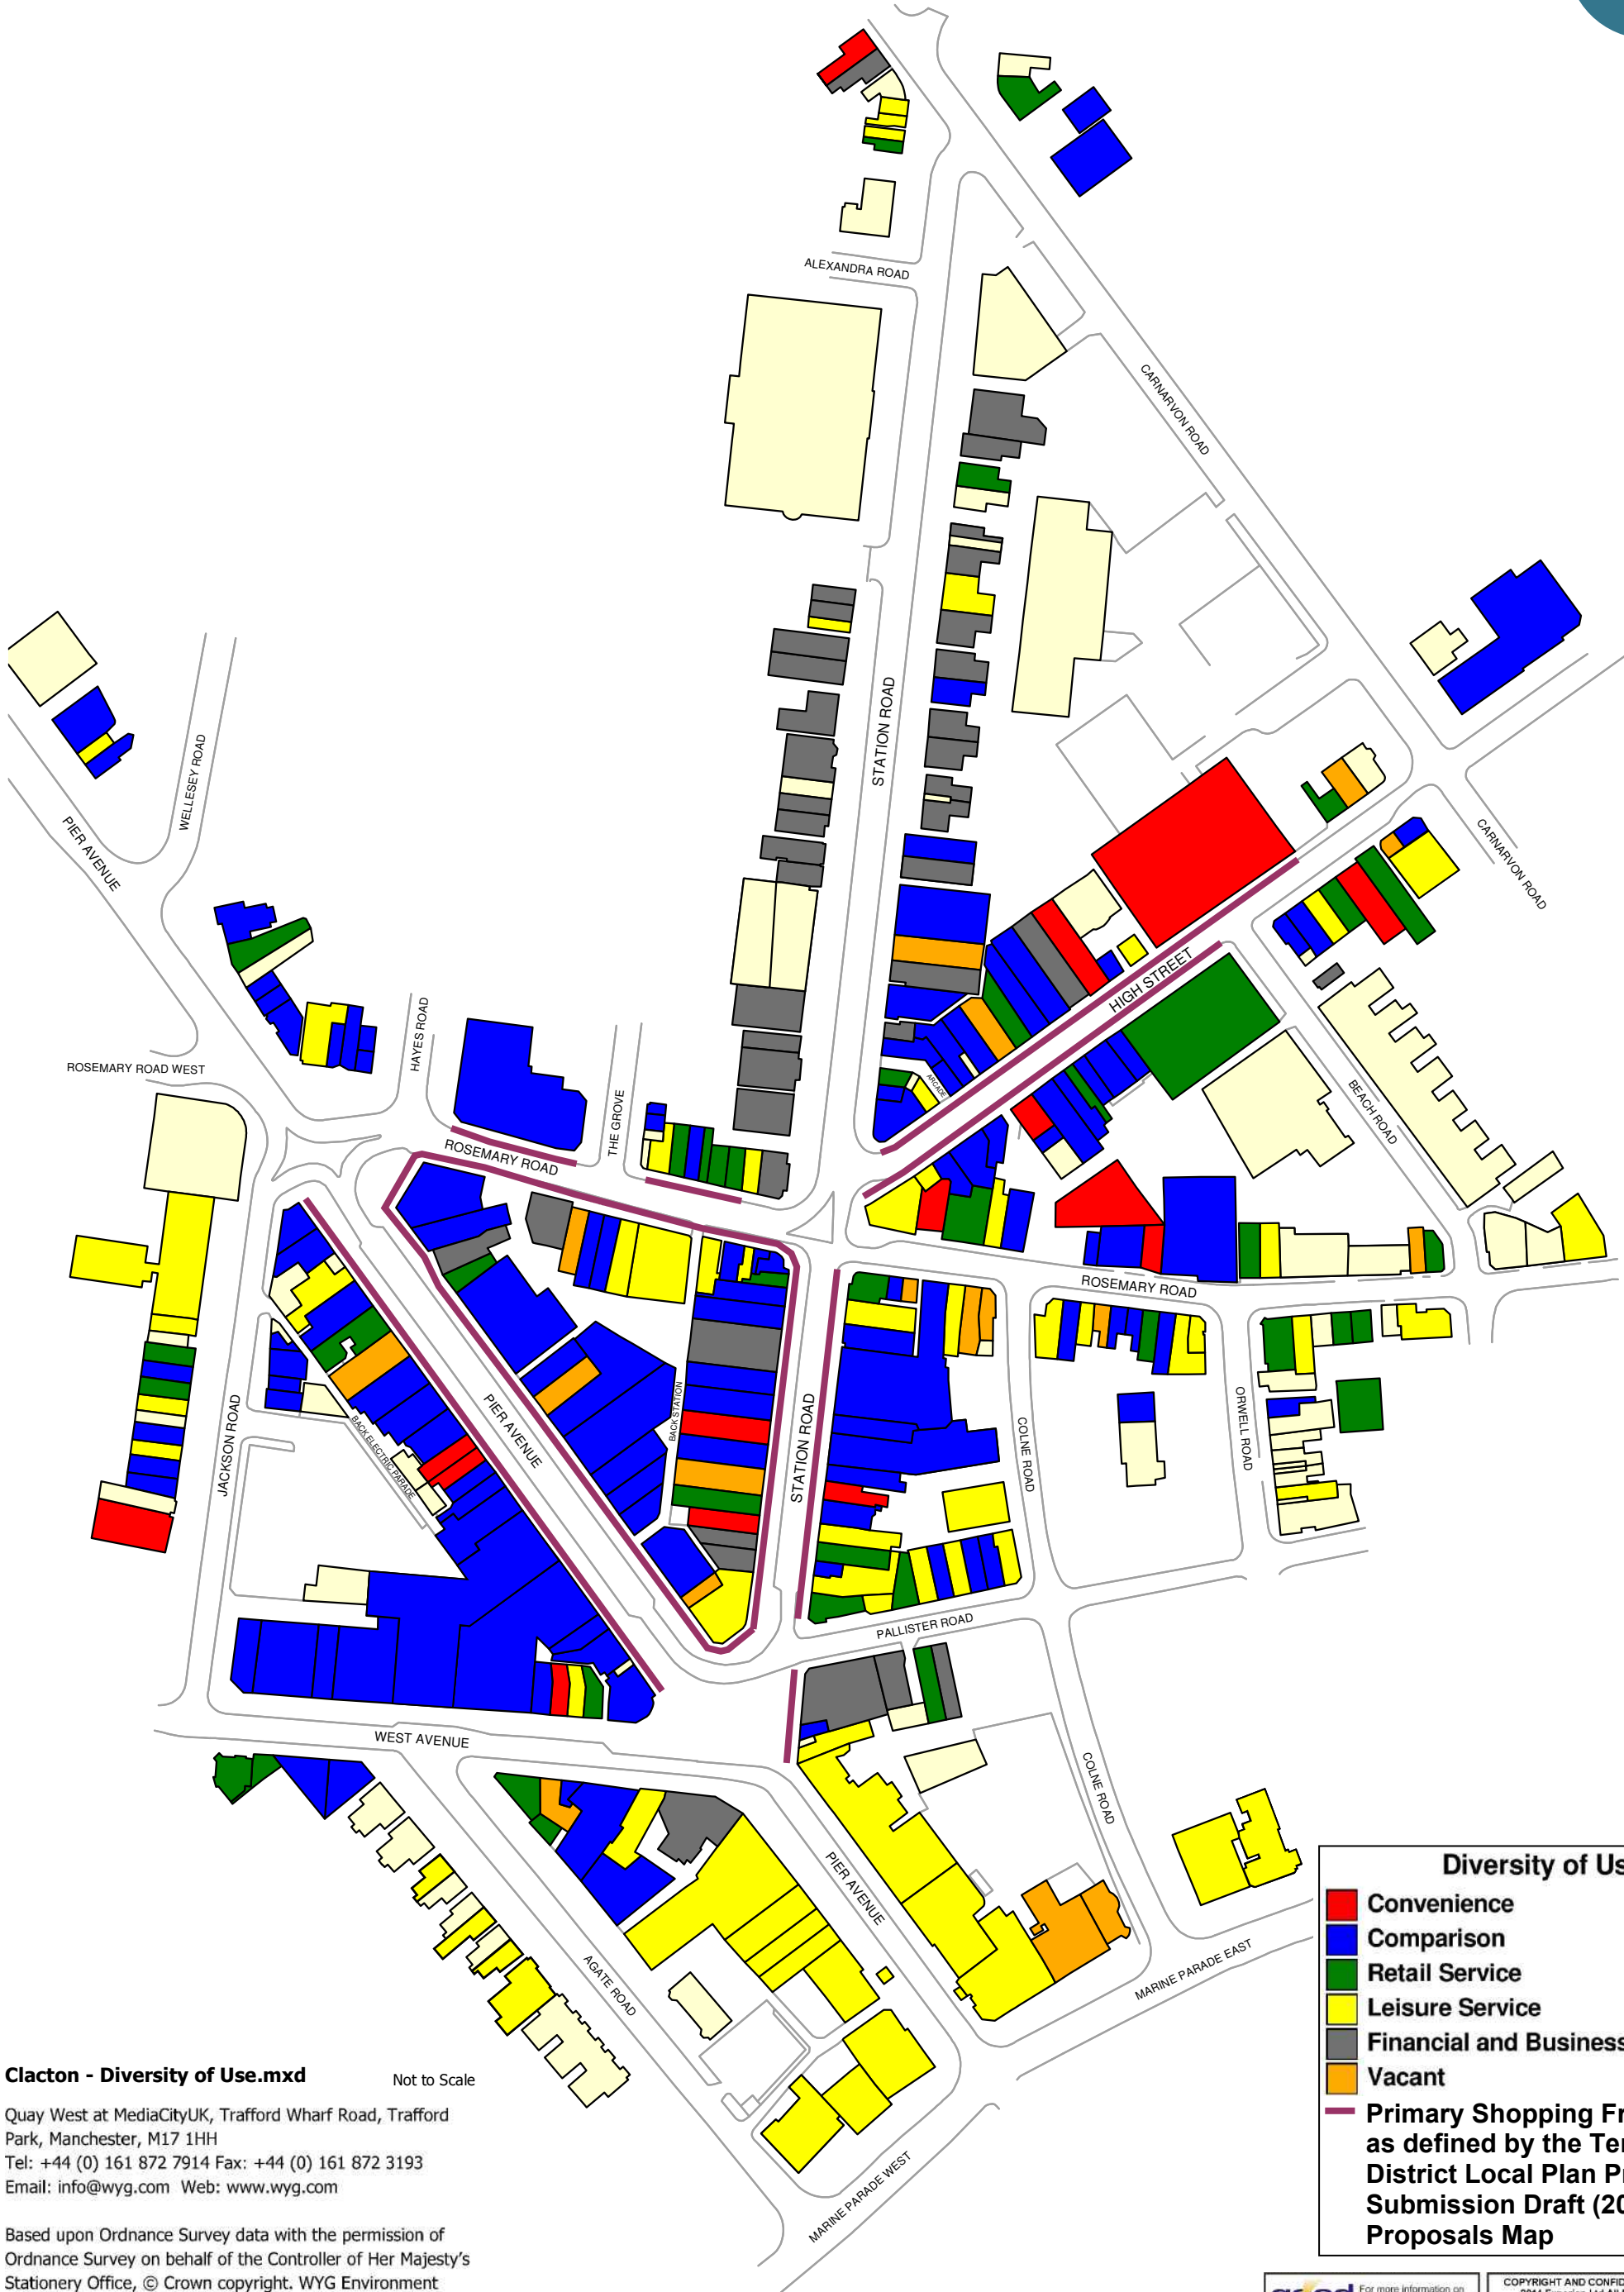 ALEXANDRA ROAD
CARNARVON ROAD
STATION ROAD
WELLESEY ROAD
PIER AVENUE
CARNARVON ROAD
HIGH STREET
HAYES ROAD
ROSEMARY ROAD WEST
ARCADE
BEACH ROAD
THE GROVE
ROSEMARY ROAD
ROSEMARY ROAD
JACKSON ROAD
PIER AVENUE
BACK STATION
STATION ROAD
BACK ELECTRIC PARADE
COLNE ROAD
ORWELL ROAD
PALLISTER ROAD
WEST AVENUE
COLNE ROAD
PIER AVENUE
AGATE ROAD
MARINE PARADE EAST
MARINE PARADE WEST
Diversity of Us
Convenience
Comparison
Retail Service
Leisure Service
Financial and Business
Vacant
Primary Shopping Fr
as defined by the Ten
District Local Plan Pr
Submission Draft (20
Proposals Map
Clacton - Diversity of Use.mxd Not to Scale
Quay West at MediaCityUK, Trafford Wharf Road, Trafford
Park, Manchester, M17 1HH
Tel: +44 (0) 161 872 7914 Fax: +44 (0) 161 872 3193
Email: info@wyg.com Web: www.wyg.com
Based upon Ordnance Survey data with the permission of
Ordnance Survey on behalf of the Controller of Her Majesty's
Stationery Office, © Crown copyright. WYG Environment
For more information on
COPYRIGHT AND CONFID